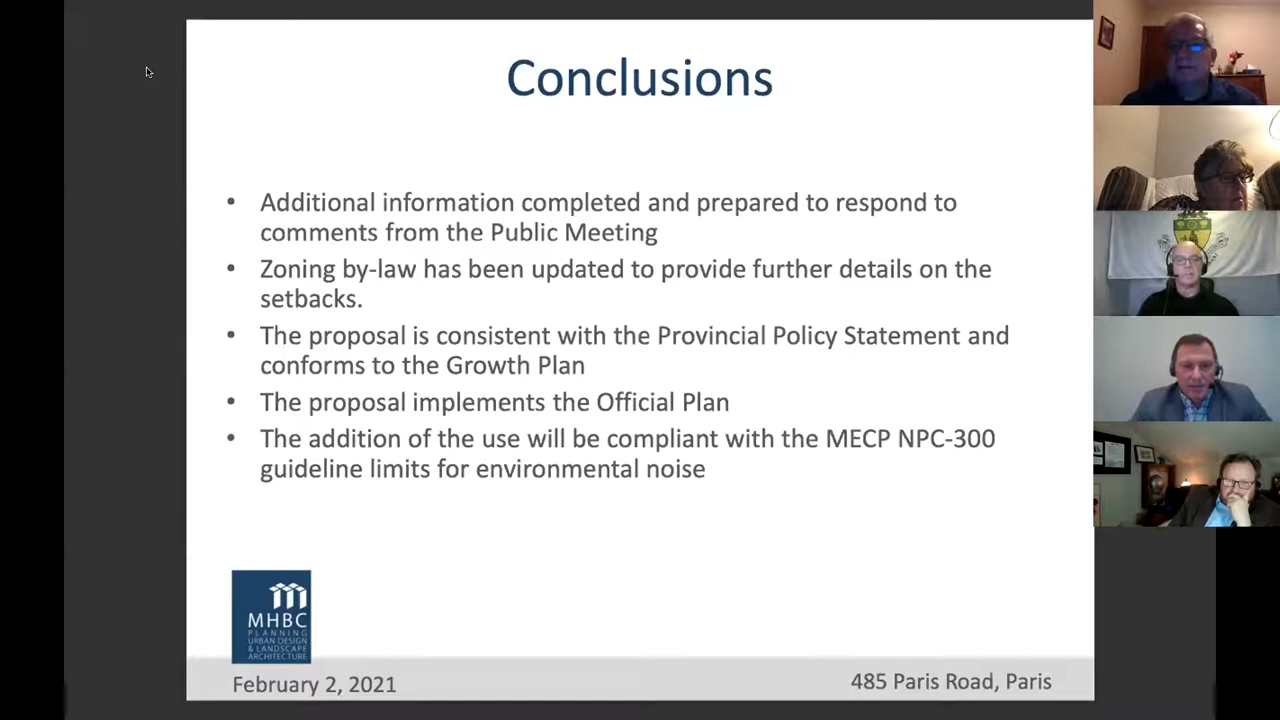 Conclusions
• Additional information completed and prepared to respond to
comments from the Public Meeting
• Zoning by-law has been updated to provide further details on the
setbacks.
• The proposal is consistent with the Provincial Policy Statement and
conforms to the Growth Plan
• The proposal implements the Official Plan
• The addition of the use will be compliant with the MECP NPC-300
guideline limits for environmental noise
MHBC
PLANNING
URBAN DESIGN
& LANDSCAPE
ARCHITECTURE
February 2, 2021
485 Paris Road, Paris